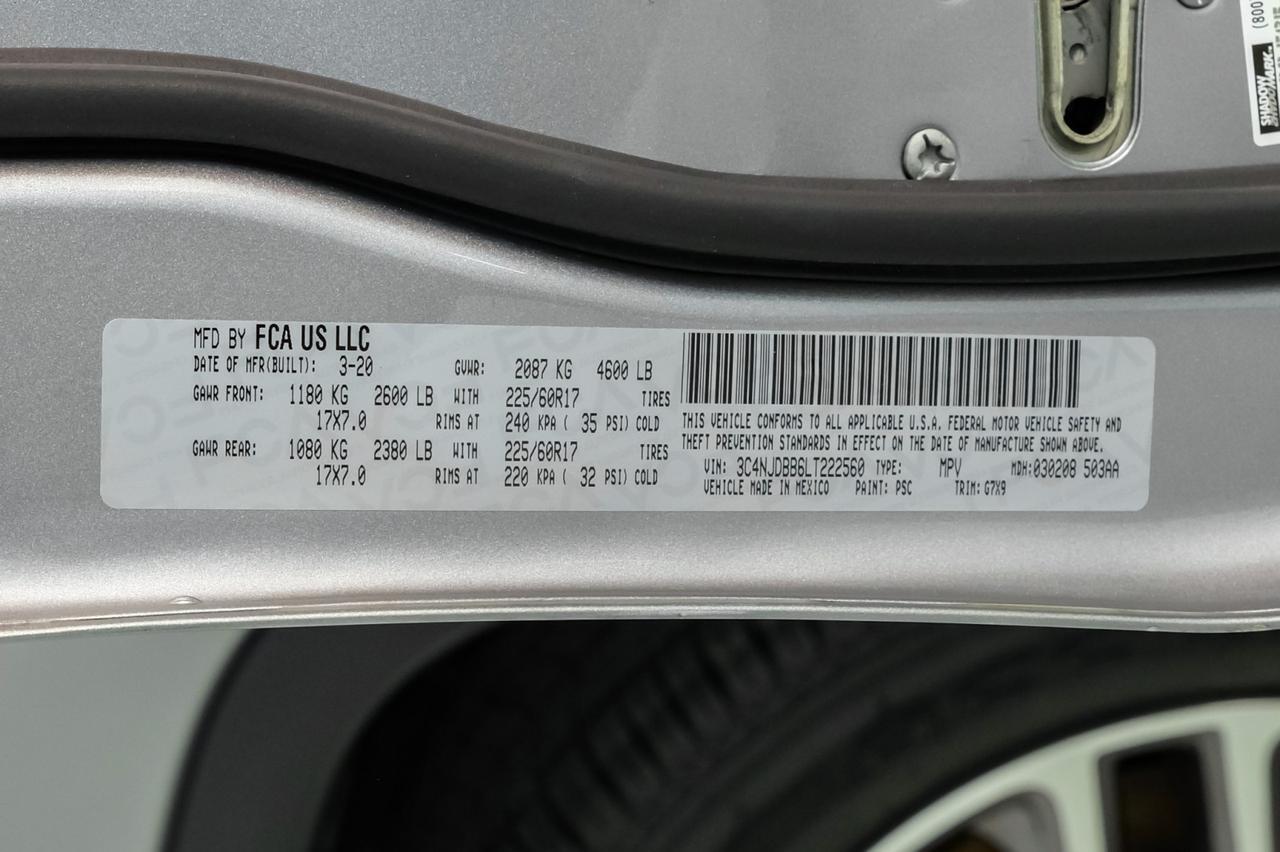 MFD BY FCA US LLC
DATE OF MFR(BUILT): 3-20 GVWR: 2087 KG 4600 LB
GAWR FRONT: 1180 KG 2600 LB WITH 225/60R17 TIRES
17X7.0 RIMS AT 240 KPA ( 35 PSI) COLD
GAWR REAR: 1080 KG 2380 LB WITH 225/60R17 TIRES
17X7.0 RIMS AT 220 KPA ( 32 PSI) COLD
THIS VEHICLE CONFORMS TO ALL APPLICABLE U.S.A. FEDERAL MOTOR VEHICLE SAFETY AND
THEFT PREVENTION STANDARDS IN EFFECT ON THE DATE OF MANUFACTURE SHOWN ABOVE.
VIN: 3C4NJDBB6LT222560 TYPE: MPV MDH:030208 503AA
VEHICLE MADE IN MEXICO PAINT: PSC TRIM: G7X9
SHADOW
MARK
(800